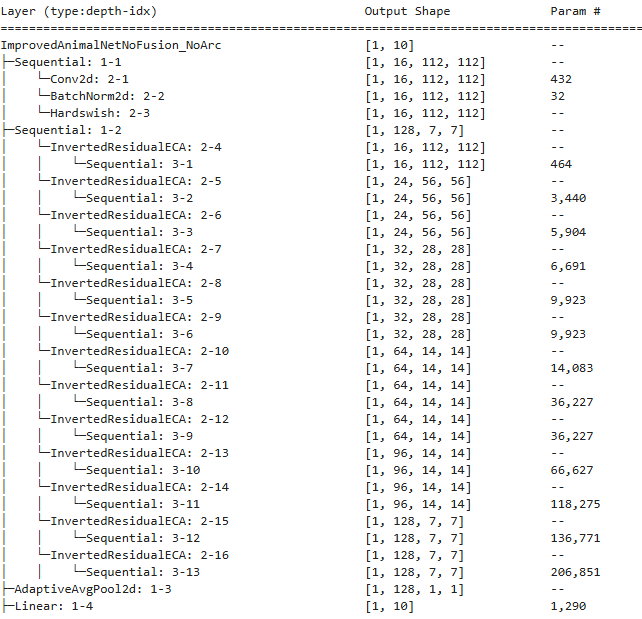 Layer (type:depth-idx)                             Output Shape              Param #
==========================================================================================
ImprovedAnimalNetNoFusion_NoArc                    [1, 10]                   --
├─Sequential: 1-1                                  [1, 16, 112, 112]         --
│    └─Conv2d: 2-1                                 [1, 16, 112, 112]         432
│    └─BatchNorm2d: 2-2                            [1, 16, 112, 112]         32
│    └─Hardswish: 2-3                              [1, 16, 112, 112]         --
├─Sequential: 1-2                                  [1, 128, 7, 7]            --
│    └─InvertedResidualECA: 2-4                    [1, 16, 112, 112]         --
│    │    └─Sequential: 3-1                        [1, 16, 112, 112]         464
│    └─InvertedResidualECA: 2-5                    [1, 24, 56, 56]           --
│    │    └─Sequential: 3-2                        [1, 24, 56, 56]           3,440
│    └─InvertedResidualECA: 2-6                    [1, 24, 56, 56]           --
│    │    └─Sequential: 3-3                        [1, 24, 56, 56]           5,904
│    └─InvertedResidualECA: 2-7                    [1, 32, 28, 28]           --
│    │    └─Sequential: 3-4                        [1, 32, 28, 28]           6,691
│    └─InvertedResidualECA: 2-8                    [1, 32, 28, 28]           --
│    │    └─Sequential: 3-5                        [1, 32, 28, 28]           9,923
│    └─InvertedResidualECA: 2-9                    [1, 32, 28, 28]           --
│    │    └─Sequential: 3-6                        [1, 32, 28, 28]           9,923
│    └─InvertedResidualECA: 2-10                   [1, 64, 14, 14]           --
│    │    └─Sequential: 3-7                        [1, 64, 14, 14]           14,083
│    └─InvertedResidualECA: 2-11                   [1, 64, 14, 14]           --
│    │    └─Sequential: 3-8                        [1, 64, 14, 14]           36,227
│    └─InvertedResidualECA: 2-12                   [1, 64, 14, 14]           --
│    │    └─Sequential: 3-9                        [1, 64, 14, 14]           36,227
│    └─InvertedResidualECA: 2-13                   [1, 96, 14, 14]           --
│    │    └─Sequential: 3-10                       [1, 96, 14, 14]           66,627
│    └─InvertedResidualECA: 2-14                   [1, 96, 14, 14]           --
│    │    └─Sequential: 3-11                       [1, 96, 14, 14]           118,275
│    └─InvertedResidualECA: 2-15                   [1, 128, 7, 7]            --
│    │    └─Sequential: 3-12                       [1, 128, 7, 7]            136,771
│    └─InvertedResidualECA: 2-16                   [1, 128, 7, 7]            --
│    │    └─Sequential: 3-13                       [1, 128, 7, 7]            206,851
├─AdaptiveAvgPool2d: 1-3                           [1, 128, 1, 1]            --
├─Linear: 1-4                                      [1, 10]                   1,290